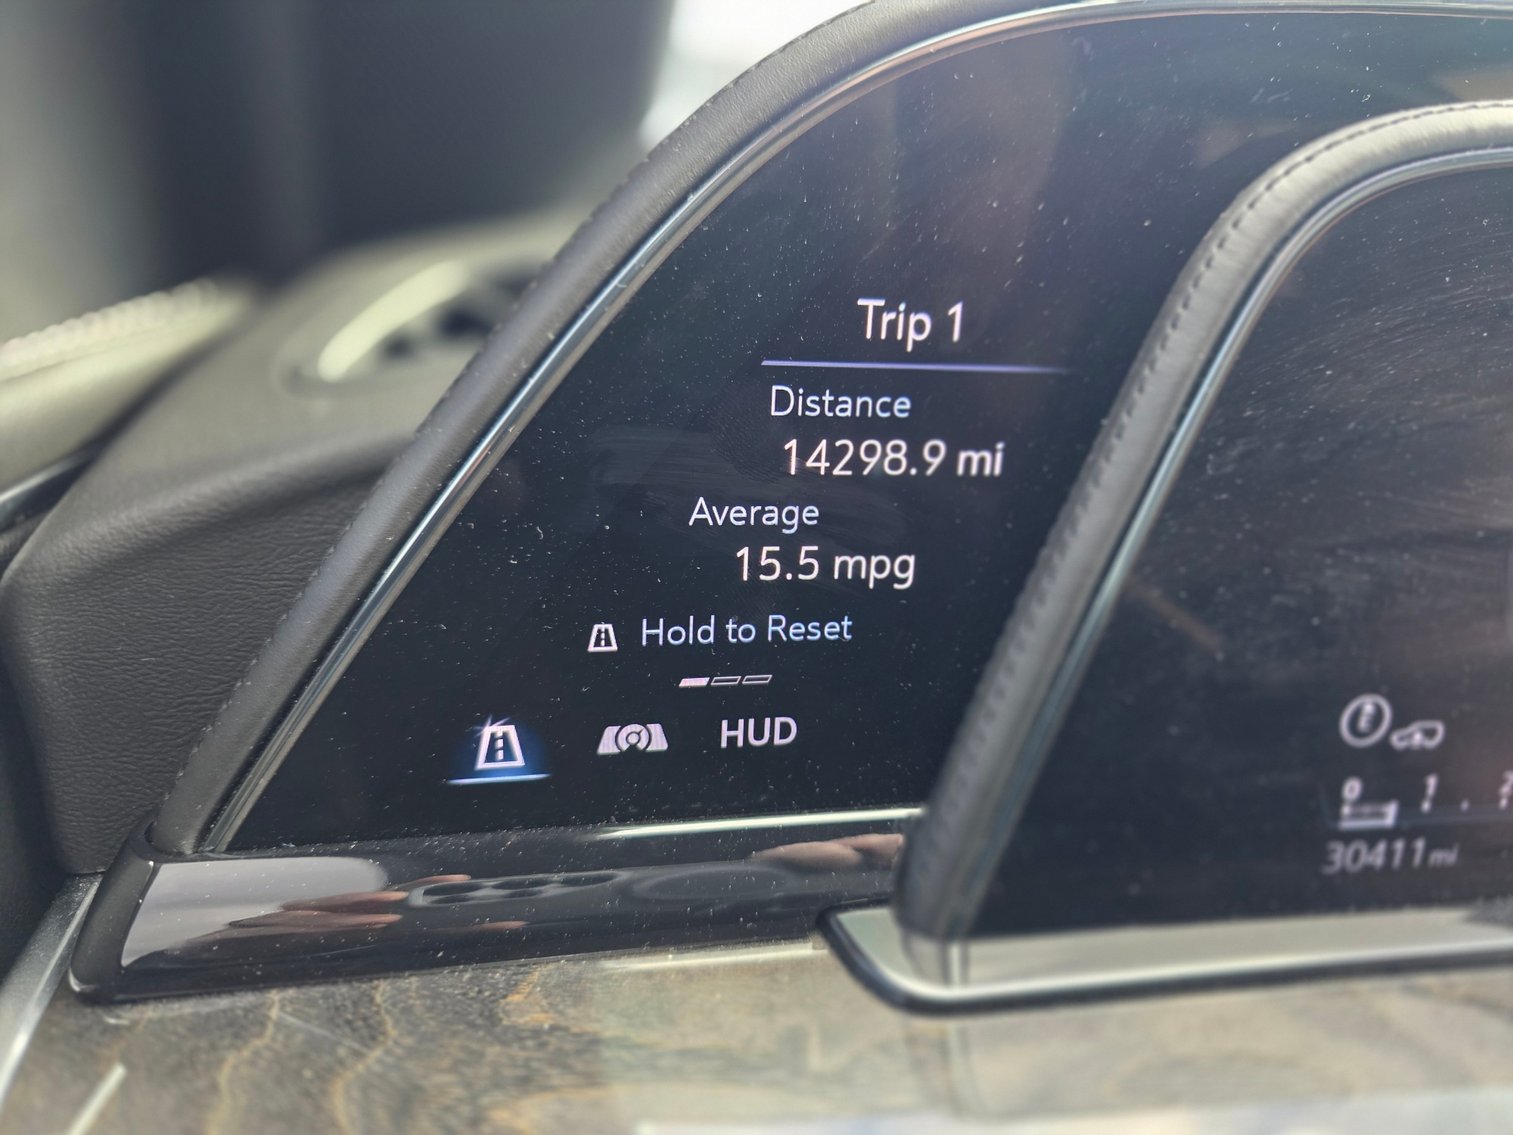 Trip 1
Distance
14298.9 mi
Average
15.5 mpg
Hold to Reset
HUD
30411 mi